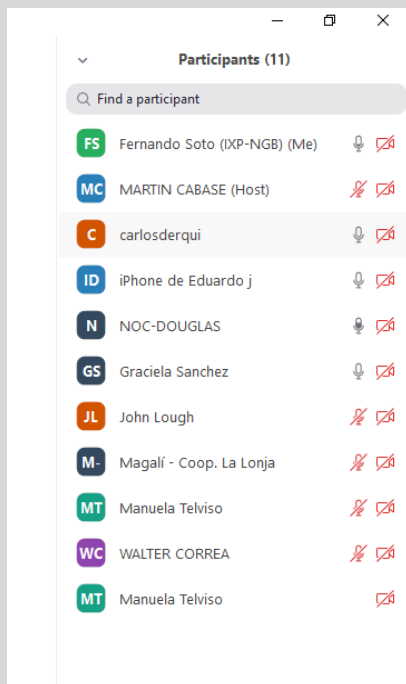 Participants (11)
Find a participant
FS Fernando Soto (IXP-NGB) (Me)
MC MARTIN CABASE (Host)
C carlosderqui
ID iPhone de Eduardo j
N NOC-DOUGLAS
GS Graciela Sanchez
JL John Lough
M- Magalí - Coop. La Lonja
MT Manuela Telviso
WC WALTER CORREA
MT Manuela Telviso